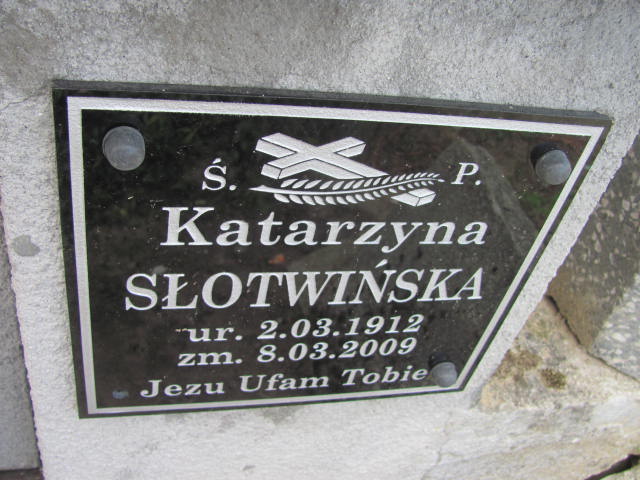 Ś. P.
Katarzyna
SŁOTWIŃSKA
ur. 2.03.1912
zm. 8.03.2009
Jezu Ufam Tobie